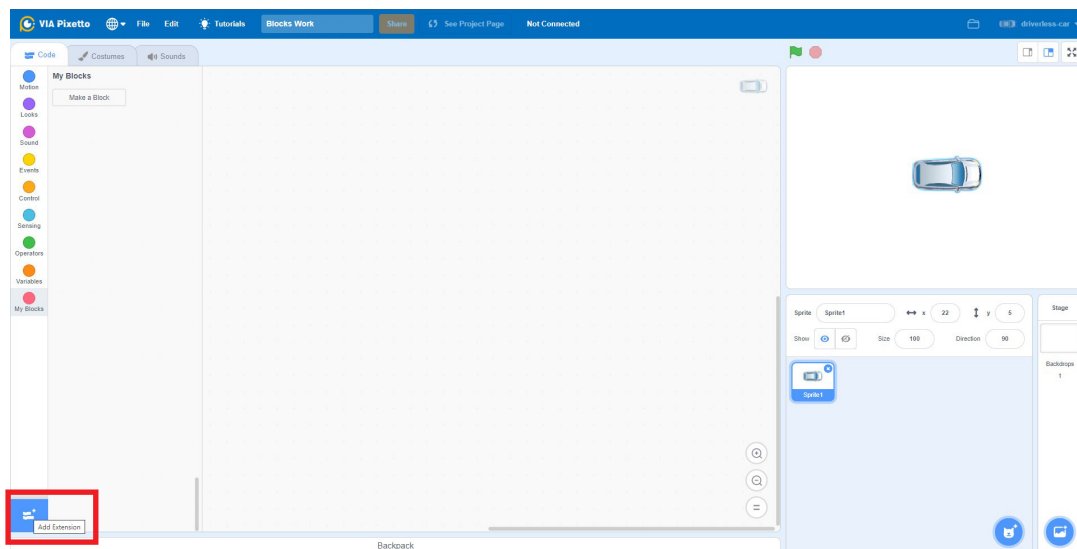 VIA Pixetto File Edit Tutorials Blocks Work Share See Project Page Not Connected driverless-car
Code Costumes Sounds
Motion
Looks
Sound
Events
Control
Sensing
Operators
Variables
My Blocks
My Blocks
Make a Block
Add Extension
Backpack
Sprite Sprite1 x 22 y 5
Show Size 100 Direction 90
Sprite1
Stage
Backdrops
1